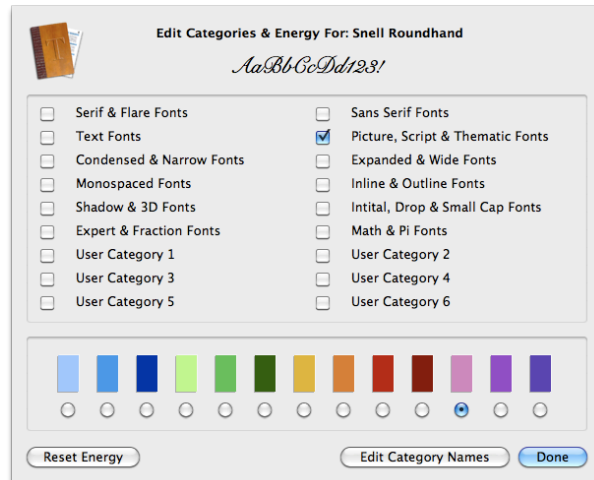 Edit Categories & Energy For: Snell Roundhand
AaBbCcDd123!
Serif & Flare Fonts
Sans Serif Fonts
Text Fonts
Picture, Script & Thematic Fonts
Condensed & Narrow Fonts
Expanded & Wide Fonts
Monospaced Fonts
Inline & Outline Fonts
Shadow & 3D Fonts
Intital, Drop & Small Cap Fonts
Expert & Fraction Fonts
Math & Pi Fonts
User Category 1
User Category 2
User Category 3
User Category 4
User Category 5
User Category 6
Reset Energy
Edit Category Names
Done